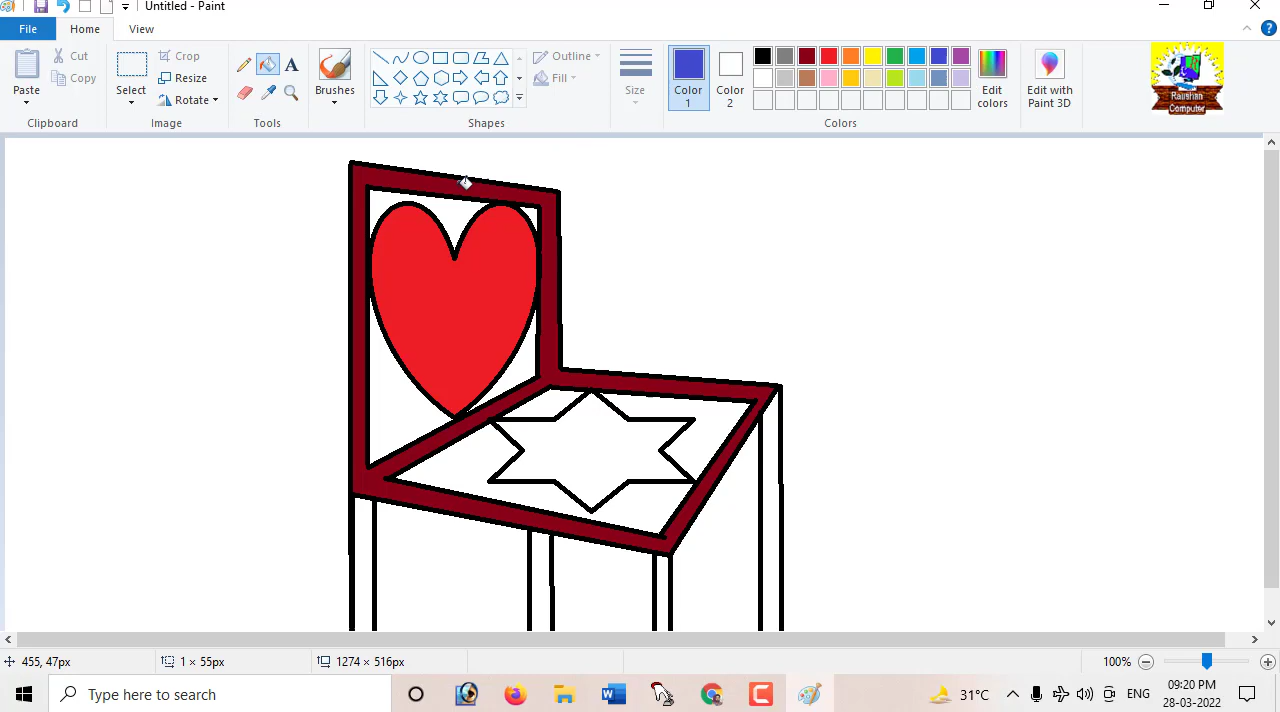 Untitled - Paint
File Home View
Paste
Cut
Copy
Clipboard
Select
Crop
Resize
Rotate
Image
A
Tools
Brushes
Outline
Fill
Shapes
Size
Color 1
Color 2
Edit colors
Colors
Edit with Paint 3D
Raushan
Computer
455, 47px
1 × 55px
1274 × 516px
100%
Type here to search
31°C
ENG
09:20 PM
28-03-2022